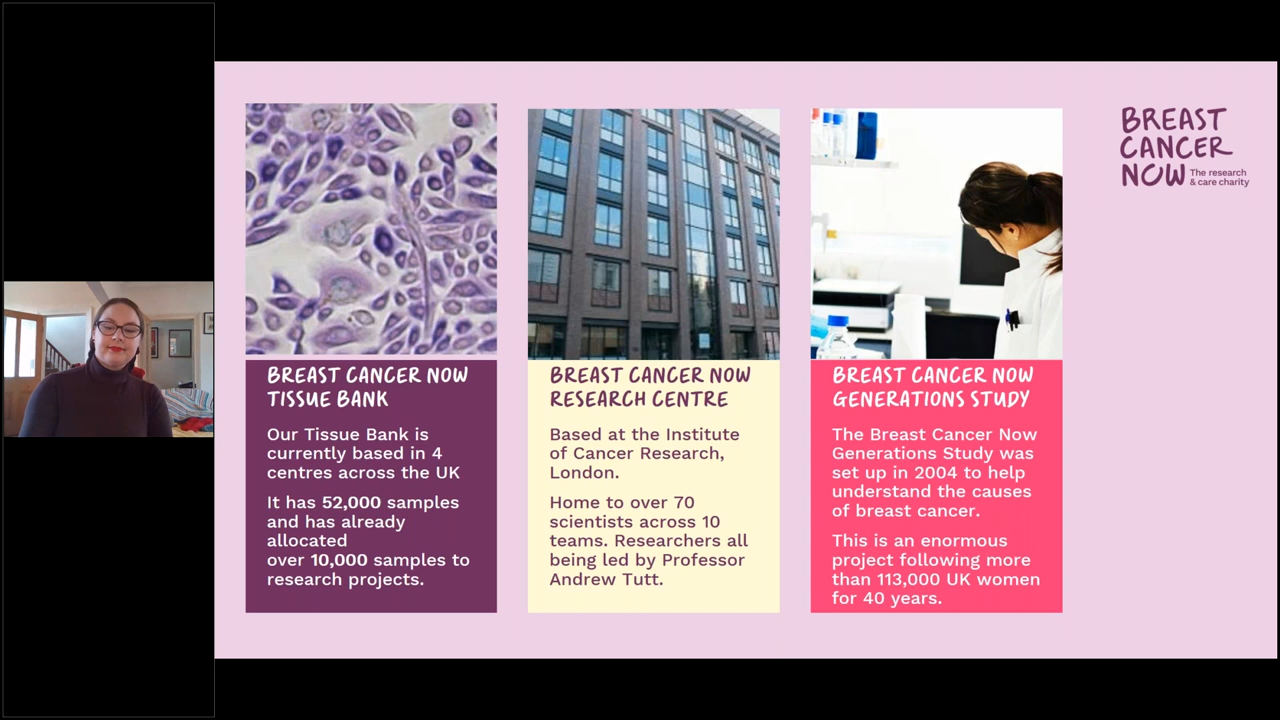 BREAST CANCER NOW
TISSUE BANK
Our Tissue Bank is
currently based in 4
centres across the UK
It has 52,000 samples
and has already
allocated
over 10,000 samples to
research projects.
BREAST CANCER NOW
RESEARCH CENTRE
Based at the Institute
of Cancer Research,
London.
Home to over 70
scientists across 10
teams. Researchers all
being led by Professor
Andrew Tutt.
BREAST CANCER NOW
GENERATIONS STUDY
The Breast Cancer Now
Generations Study was
set up in 2004 to help
understand the causes
of breast cancer.
This is an enormous
project following more
than 113,000 UK women
for 40 years.
BREAST
CANCER
NOW
The research
& care charity